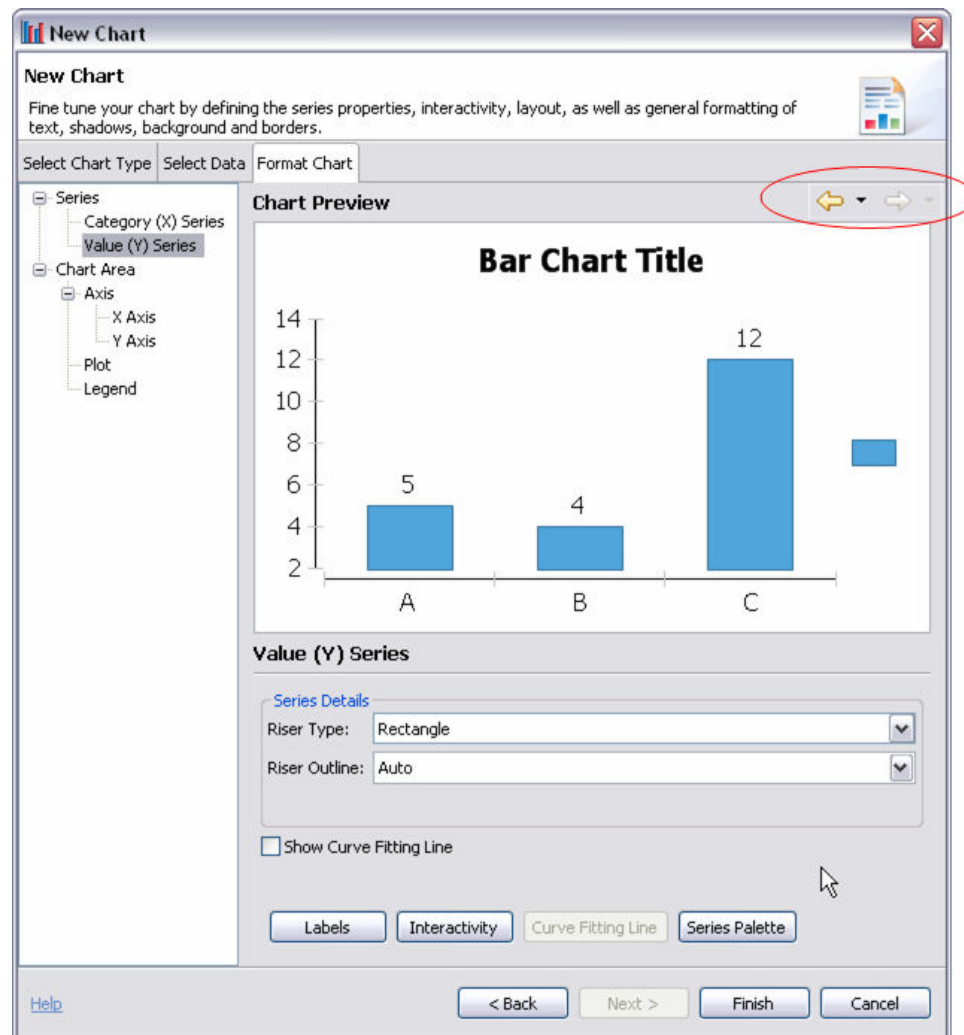 New Chart
New Chart
Fine tune your chart by defining the series properties, interactivity, layout, as well as general formatting of
text, shadows, background and borders.
Select Chart Type Select Data Format Chart
Series
Category (X) Series
Value (Y) Series
Chart Area
Axis
X Axis
Y Axis
Plot
Legend
Chart Preview
Bar Chart Title
14
12
10
8
6
4
2
5
4
12
A B C
Value (Y) Series
Series Details
Riser Type: Rectangle
Riser Outline: Auto
Show Curve Fitting Line
Labels Interactivity Curve Fitting Line Series Palette
Help < Back Next > Finish Cancel